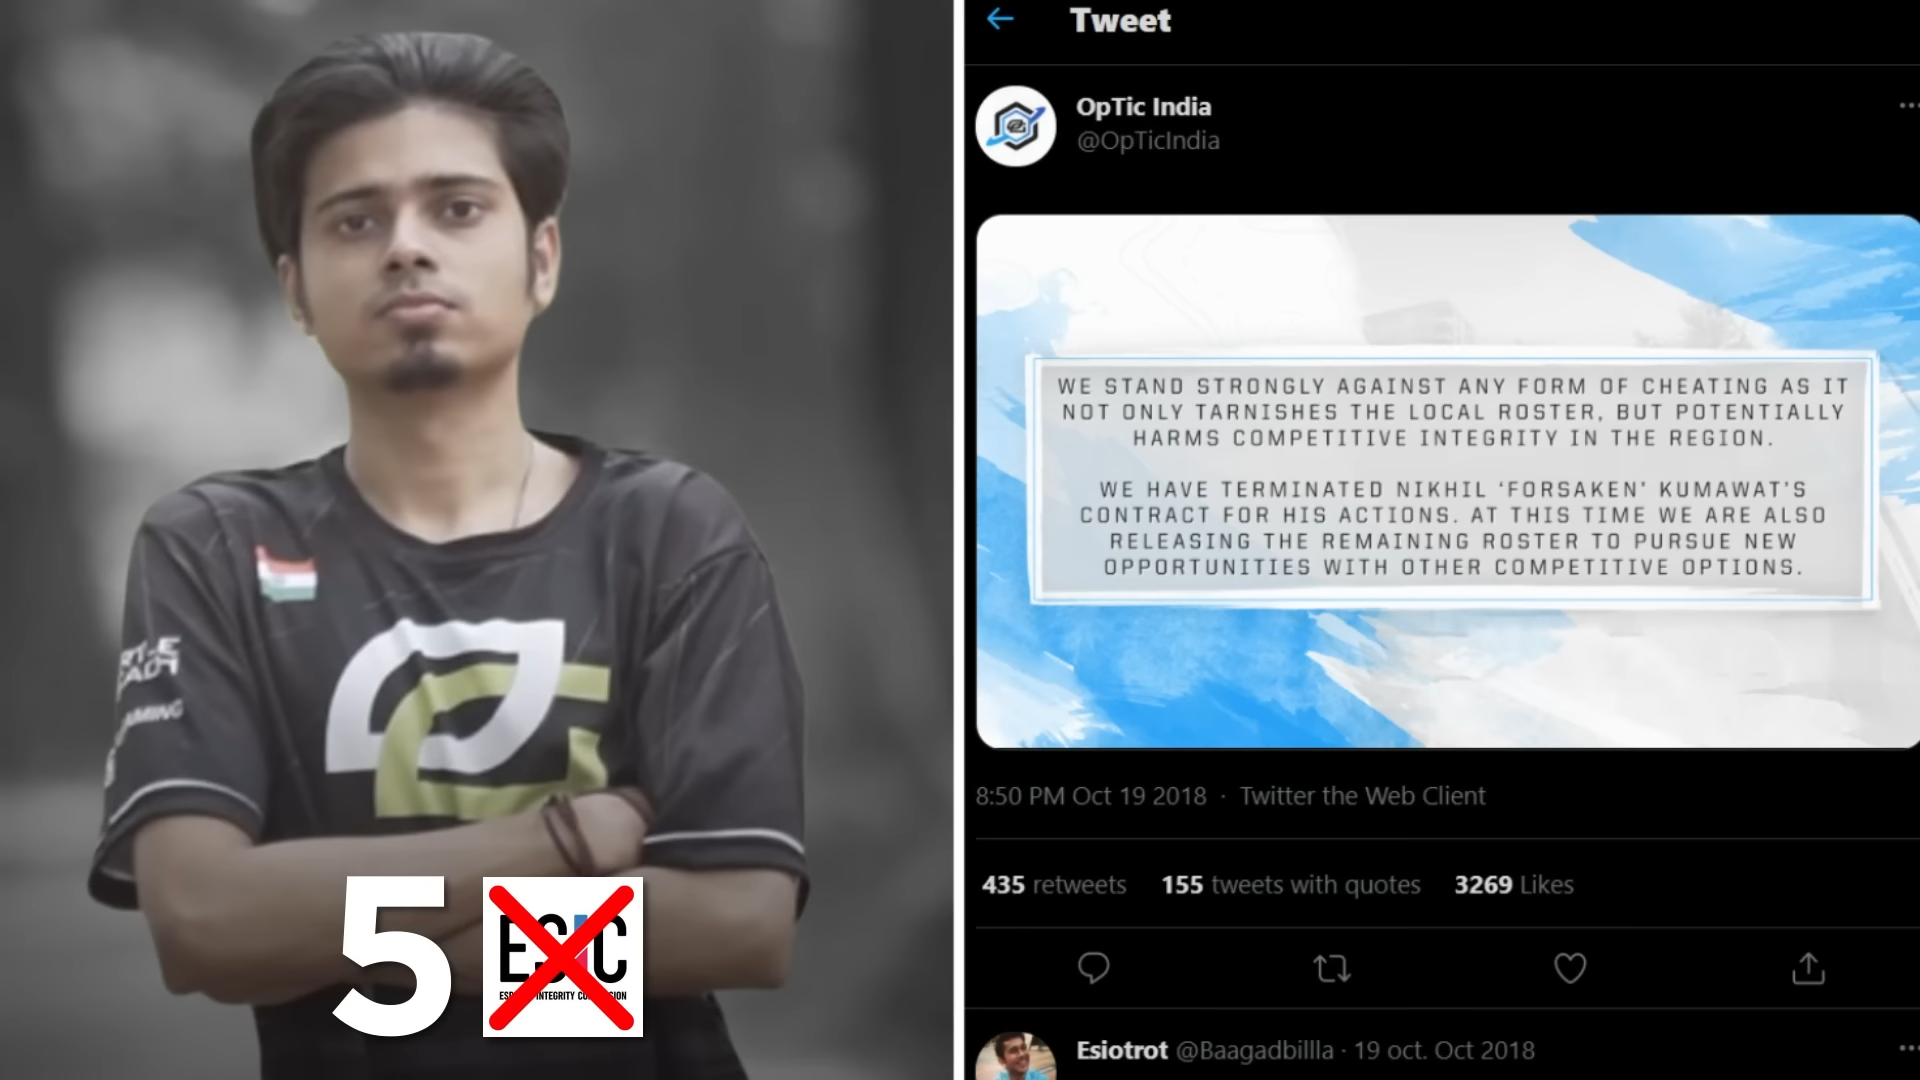 5
Tweet
OpTic India
@OpTicIndia
WE STAND STRONGLY AGAINST ANY FORM OF CHEATING AS IT
NOT ONLY TARNISHES THE LOCAL ROSTER, BUT POTENTIALLY
HARMS COMPETITIVE INTEGRITY IN THE REGION.
WE HAVE TERMINATED NIKHIL ‘FORSAKEN’ KUMAWAT’S
CONTRACT FOR HIS ACTIONS. AT THIS TIME WE ARE ALSO
RELEASING THE REMAINING ROSTER TO PURSUE NEW
OPPORTUNITIES WITH OTHER COMPETITIVE OPTIONS.
8:50 PM Oct 19 2018 · Twitter the Web Client
435 retweets 155 tweets with quotes 3269 Likes
Esiotrot @Baagadbillla · 19 oct. Oct 2018